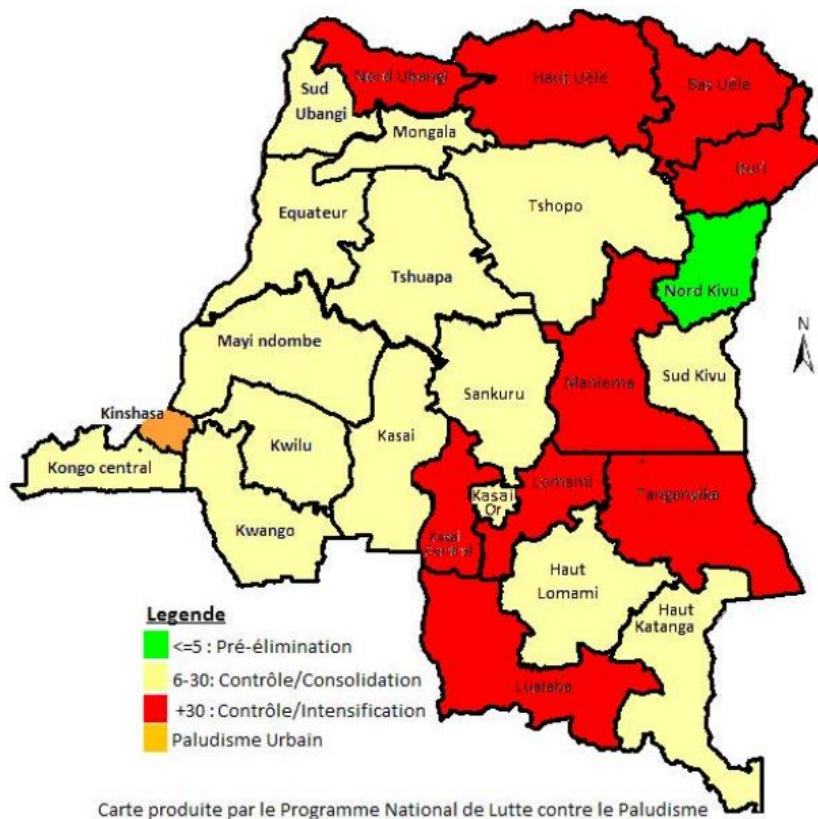 Nord Ubangi
Haut Uélé
Bas Uélé
Sud
Ubangi
Mongala
Ituri
Equateur
Tshopo
Tshuapa
Nord Kivu
N
Mayi ndombe
Maniema
Sud Kivu
Sankuru
Kinshasa
Kasai
Kwilu
Kongo central
Kasai
Or
Lomami
Tanganyika
Kwango
Kasai
Central
Haut
Lomami
Haut
Katanga
Lualaba
Legende
<=5 : Pré-élimination
6-30: Contrôle/Consolidation
+30 : Contrôle/Intensification
Paludisme Urbain
Carte produite par le Programme National de Lutte contre le Paludisme